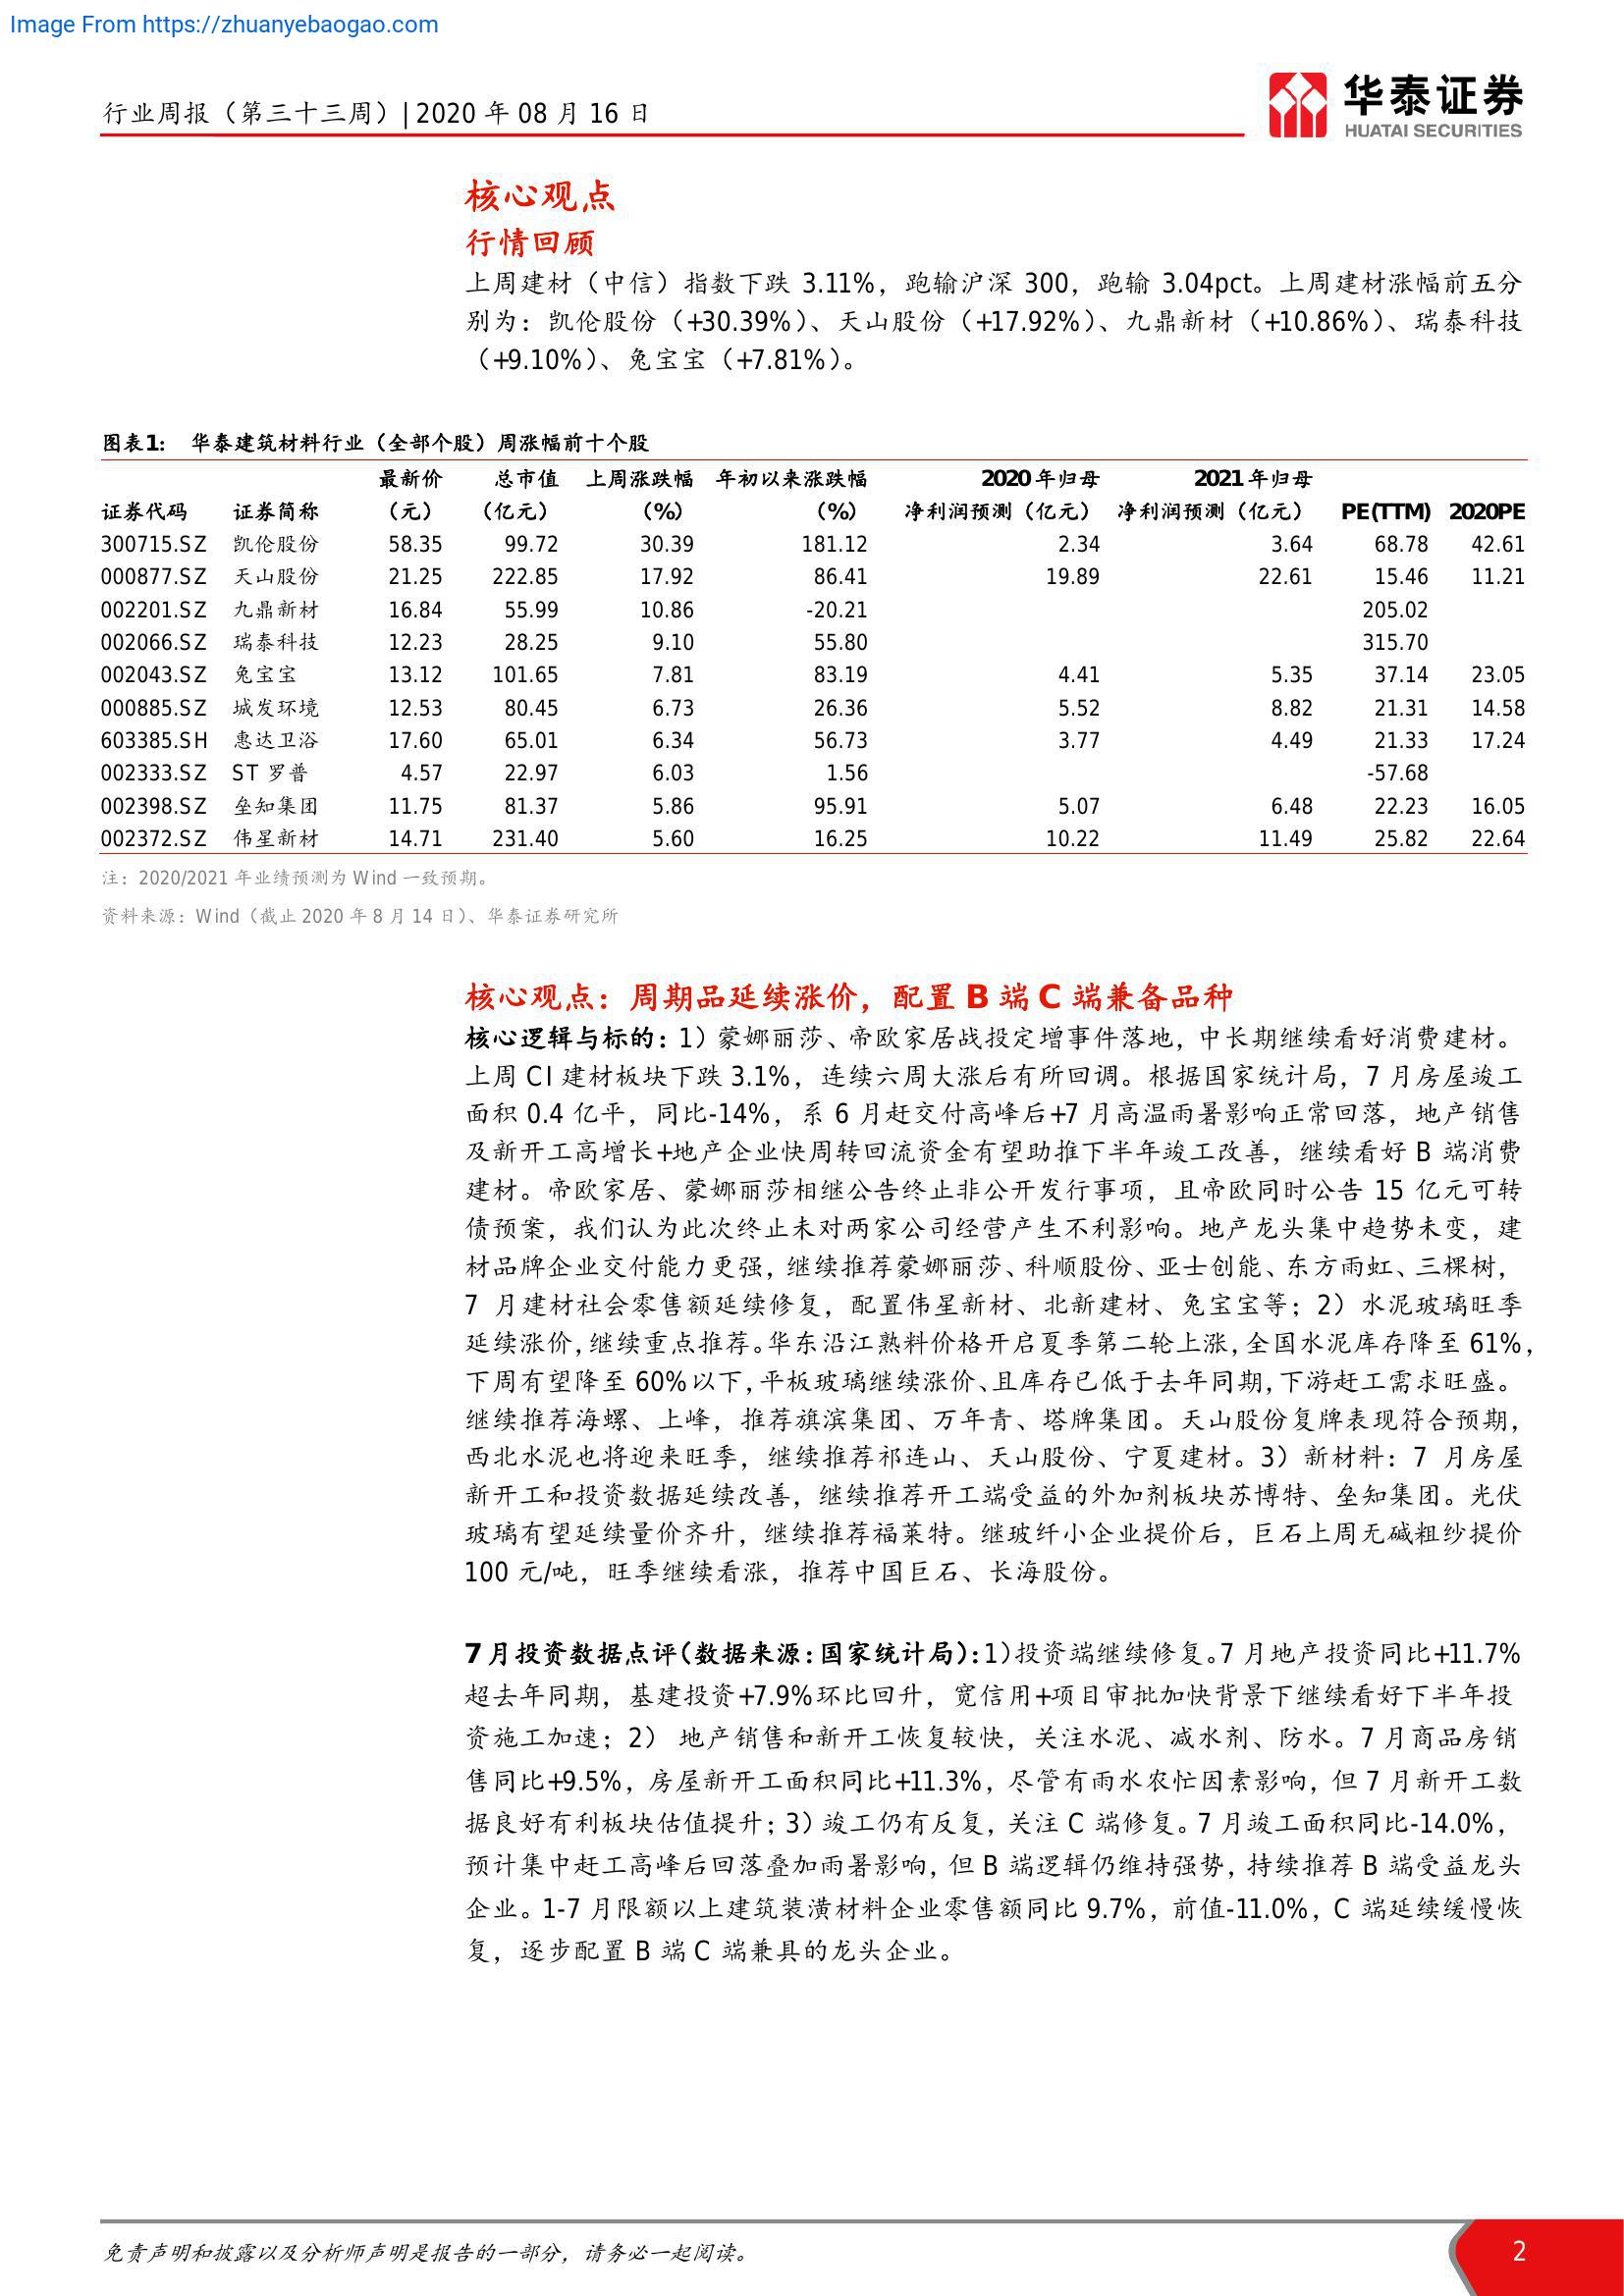 Image From https://zhuanyebaogao.com
行业周报（第三十三周）| 2020 年 08 月 16 日
华泰证券
HUATAI SECURITIES
核心观点
行情回顾
上周建材（中信）指数下跌 3.11%，跑输沪深 300，跑输 3.04pct。上周建材涨幅前五分
别为：凯伦股份（+30.39%）、天山股份（+17.92%）、九鼎新材（+10.86%）、瑞泰科技
（+9.10%）、兔宝宝（+7.81%）。
图表1: 华泰建筑材料行业（全部个股）周涨幅前十个股
最新价 总市值 上周涨跌幅 年初以来涨跌幅 2020 年归母 2021 年归母
证券代码 证券简称 （元） （亿元） （%） （%） 净利润预测（亿元） 净利润预测（亿元） PE(TTM) 2020PE
300715.SZ 凯伦股份 58.35 99.72 30.39 181.12 2.34 3.64 68.78 42.61
000877.SZ 天山股份 21.25 222.85 17.92 86.41 19.89 22.61 15.46 11.21
002201.SZ 九鼎新材 16.84 55.99 10.86 -20.21 205.02
002066.SZ 瑞泰科技 12.23 28.25 9.10 55.80 315.70
002043.SZ 兔宝宝 13.12 101.65 7.81 83.19 4.41 5.35 37.14 23.05
000885.SZ 城发环境 12.53 80.45 6.73 26.36 5.52 8.82 21.31 14.58
603385.SH 惠达卫浴 17.60 65.01 6.34 56.73 3.77 4.49 21.33 17.24
002333.SZ ST 罗普 4.57 22.97 6.03 1.56 -57.68
002398.SZ 垒知集团 11.75 81.37 5.86 95.91 5.07 6.48 22.23 16.05
002372.SZ 伟星新材 14.71 231.40 5.60 16.25 10.22 11.49 25.82 22.64
注：2020/2021 年业绩预测为 Wind 一致预期。
资料来源：Wind（截止 2020 年 8 月 14 日）、华泰证券研究所
核心观点：周期品延续涨价，配置 B 端 C 端兼备品种
核心逻辑与标的：1）蒙娜丽莎、帝欧家居战投定增事件落地，中长期继续看好消费建材。
上周 CI 建材板块下跌 3.1%，连续六周大涨后有所回调。根据国家统计局，7 月房屋竣工
面积 0.4 亿平，同比-14%，系 6 月赶交付高峰后+7 月高温雨暑影响正常回落，地产销售
及新开工高增长+地产企业快周转回流资金有望助推下半年竣工改善，继续看好 B 端消费
建材。帝欧家居、蒙娜丽莎相继公告终止非公开发行事项，且帝欧同时公告 15 亿元可转
债预案，我们认为此次终止未对两家公司经营产生不利影响。地产龙头集中趋势未变，建
材品牌企业交付能力更强，继续推荐蒙娜丽莎、科顺股份、亚士创能、东方雨虹、三棵树，
7 月建材社会零售额延续修复，配置伟星新材、北新建材、兔宝宝等；2）水泥玻璃旺季
延续涨价，继续重点推荐。华东沿江熟料价格开启夏季第二轮上涨，全国水泥库存降至 61%，
下周有望降至 60%以下，平板玻璃继续涨价、且库存已低于去年同期，下游赶工需求旺盛。
继续推荐海螺、上峰，推荐旗滨集团、万年青、塔牌集团。天山股份复牌表现符合预期，
西北水泥也将迎来旺季，继续推荐祁连山、天山股份、宁夏建材。3）新材料：7 月房屋
新开工和投资数据延续改善，继续推荐开工端受益的外加剂板块苏博特、垒知集团。光伏
玻璃有望延续量价齐升，继续推荐福莱特。继玻纤小企业提价后，巨石上周无碱粗纱提价
100 元/吨，旺季继续看涨，推荐中国巨石、长海股份。
7 月投资数据点评（数据来源：国家统计局）：1）投资端继续修复。7 月地产投资同比+11.7%
超去年同期，基建投资+7.9%环比回升，宽信用+项目审批加快背景下继续看好下半年投
资施工加速；2） 地产销售和新开工恢复较快，关注水泥、减水剂、防水。7 月商品房销
售同比+9.5%，房屋新开工面积同比+11.3%，尽管有雨水农忙因素影响，但 7 月新开工数
据良好有利板块估值提升；3）竣工仍有反复，关注 C 端修复。7 月竣工面积同比-14.0%，
预计集中赶工高峰后回落叠加雨暑影响，但 B 端逻辑仍维持强势，持续推荐 B 端受益龙头
企业。1-7 月限额以上建筑装潢材料企业零售额同比 9.7%，前值-11.0%，C 端延续缓慢恢
复，逐步配置 B 端 C 端兼具的龙头企业。
免责声明和披露以及分析师声明是报告的一部分，请务必一起阅读。
2